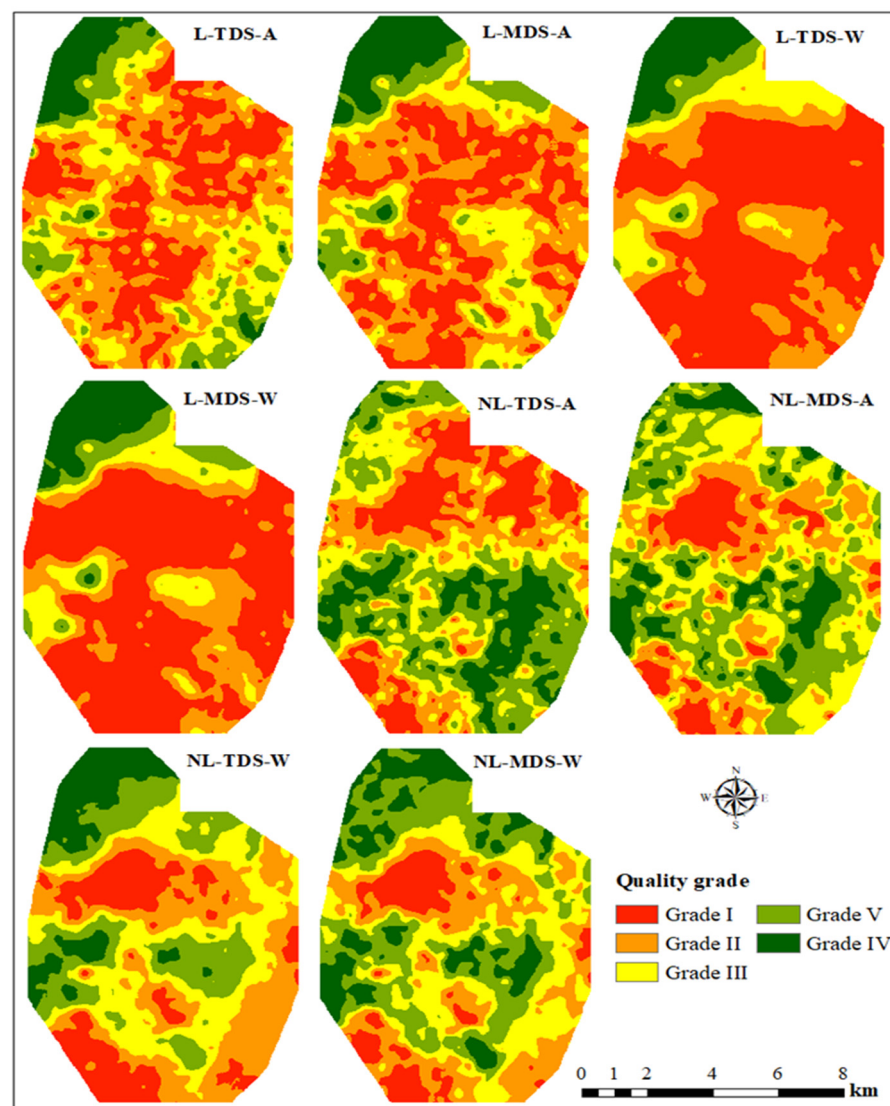 L-TDS-A
L-MDS-A
L-TDS-W
L-MDS-W
NL-TDS-A
NL-MDS-A
NL-TDS-W
NL-MDS-W
N
W E
S
Quality grade
Grade I Grade V
Grade II Grade IV
Grade III
0 1 2 4 6 8
km